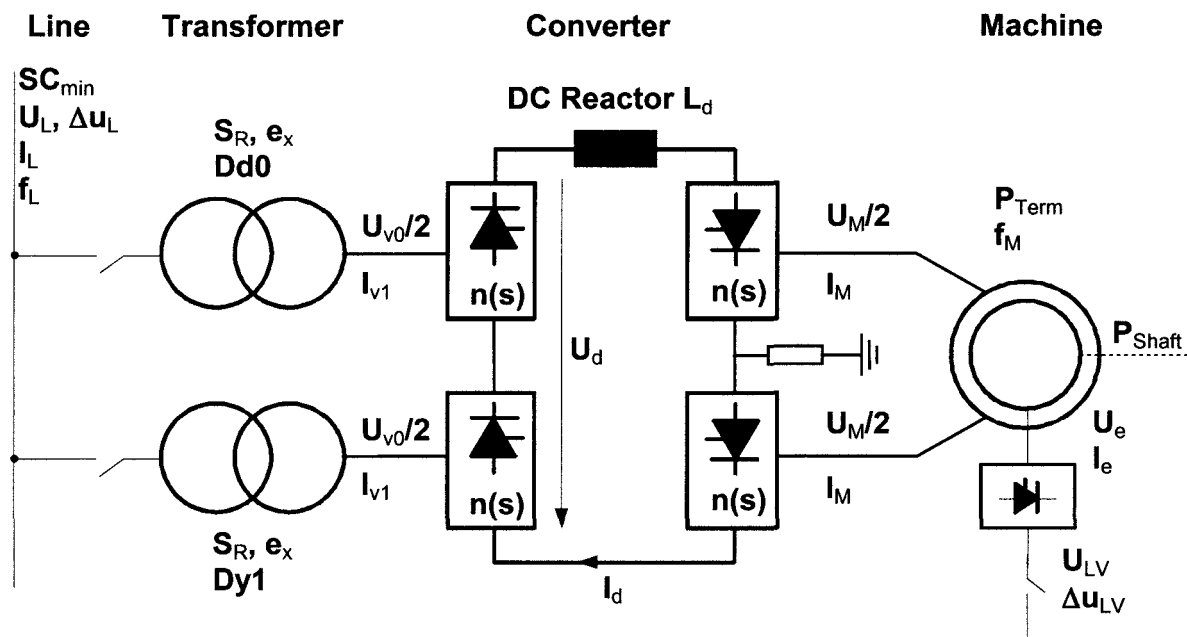 Line Transformer Converter Machine
SCmin
UL, ΔuL
IL
fL
SR, ex
Dd0
DC Reactor Ld
Uv0/2
Iv1
n(s)
n(s)
UM/2
IM
PTerm
fM
Ud
PShaft
Uv0/2
Iv1
n(s)
n(s)
UM/2
IM
Ue
Ie
SR, ex
Dy1
Id
ULV
ΔuLV